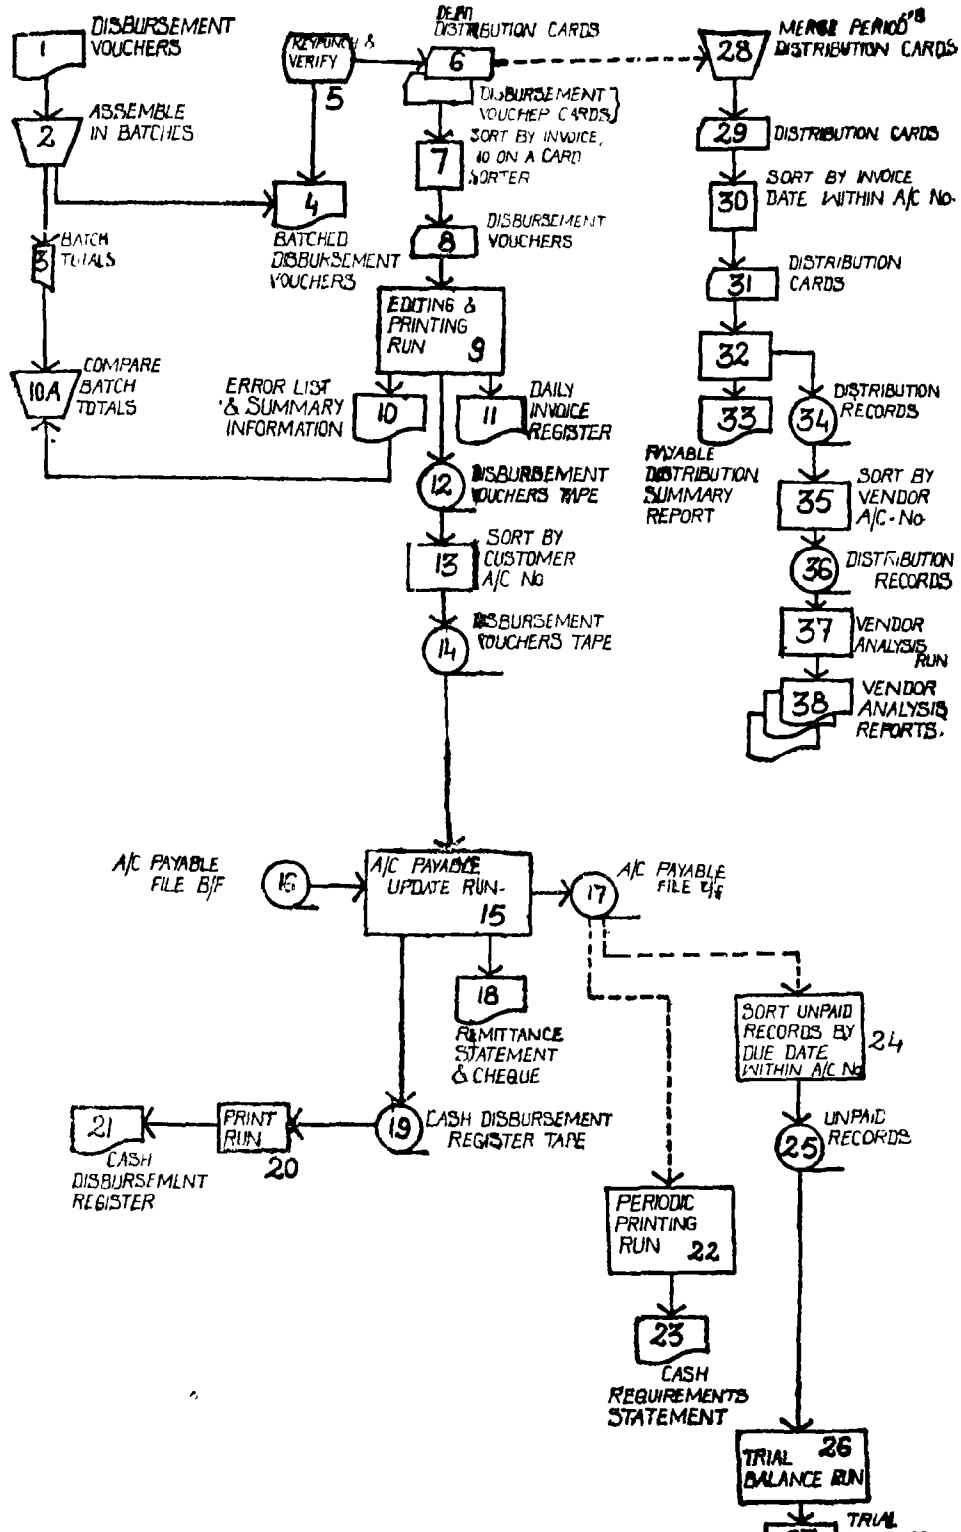 1
DISBURSEMENT
VOUCHERS
2
ASSEMBLE
IN BATCHES
3
BATCH
TOTALS
10A
COMPARE
BATCH
TOTALS
KEYPUNCH &
VERIFY
5
4
BATCHED
DISBURSEMENT
VOUCHERS
DISTRIBUTION CARDS
6
DISBURSEMENT
VOUCHER CARDS
7
SORT BY INVOICE,
ON A CARD
SORTER
8
DISBURSEMENT
VOUCHERS
EDITING &
PRINTING
RUN 9
ERROR LIST
& SUMMARY
INFORMATION
10
11
DAILY
INVOICE
REGISTER
12
DISBURSEMENT
VOUCHERS TAPE
13
SORT BY
CUSTOMER
A/C No
14
DISBURSEMENT
VOUCHERS TAPE
28
MERGE PERIOD'S
DISTRIBUTION CARDS
29
DISTRIBUTION CARDS
30
SORT BY INVOICE
DATE WITHIN A/C No.
31
DISTRIBUTION
CARDS
32
33
PAYABLE
DISTRIBUTION
SUMMARY
REPORT
34
DISTRIBUTION
RECORDS
35
SORT BY
VENDOR
A/C. No
36
DISTRIBUTION
RECORDS
37
VENDOR
ANALYSIS
RUN
38
VENDOR
ANALYSIS
REPORTS.
A/C PAYABLE
FILE B/F
16
A/C PAYABLE
UPDATE RUN-
15
17
A/C PAYABLE
FILE
18
REMITTANCE
STATEMENT
& CHEQUE
19
CASH DISBURSEMENT
REGISTER TAPE
PRINT
RUN
20
21
CASH
DISBURSEMENT
REGISTER
PERIODIC
PRINTING
RUN 22
23
CASH
REQUIREMENTS
STATEMENT
SORT UNPAID
RECORDS BY
DUE DATE
WITHIN A/C No
24
25
UNPAID
RECORDS
26
TRIAL
BALANCE RUN
TRIAL